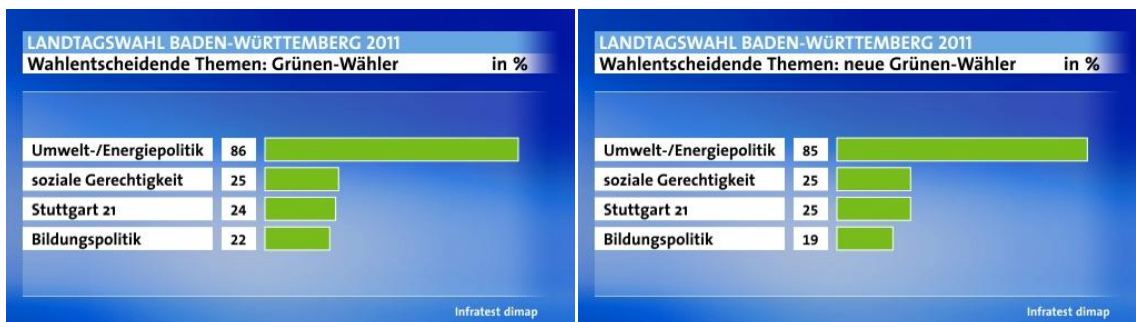 LANDTAGSWAHL BADEN-WüRTTEMBERG 2011
Wahlentscheidende Themen: Grünen-Wähler in %
Umwelt-/Energiepolitik 86
soziale Gerechtigkeit 25
Stuttgart 21 24
Bildungspolitik 22
Infratest dimap
LANDTAGSWAHL BADEN-WüRTTEMBERG 2011
Wahlentscheidende Themen: neue Grünen-Wähler in %
Umwelt-/Energiepolitik 85
soziale Gerechtigkeit 25
Stuttgart 21 25
Bildungspolitik 19
Infratest dimap